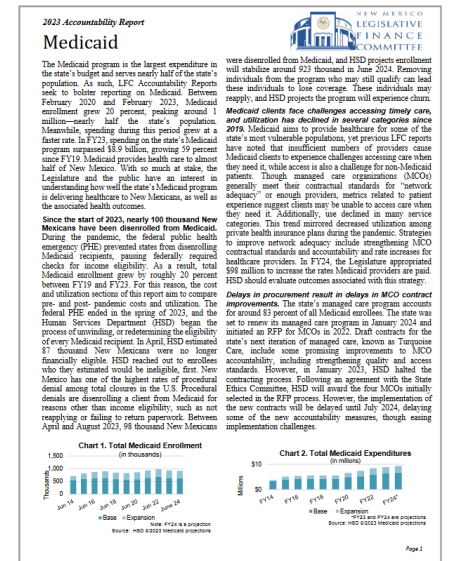 2023 Accountability Report
Medicaid
NEW MEXICO
LEGISLATIVE
FINANCE
COMMITTEE
The Medicaid program is the largest expenditure in
the state's budget and serves nearly half of the state's
population. As such, LFC Accountability Reports
seek to bolster reporting on Medicaid. Between
February 2020 and February 2023, Medicaid
enrollment grew 20 percent, peaking around 1
million—nearly half the state's population.
Meanwhile, spending during this period grew at a
faster rate. In FY23, spending on the state's Medicaid
program surpassed $8.9 billion, growing 59 percent
since FY19. Medicaid provides health care to almost
half of New Mexico. With so much at stake, the
Legislature and the public have an interest in
understanding how well the state's Medicaid program
is delivering healthcare to New Mexicans, as well as
the associated health outcomes.
Since the start of 2023, nearly 100 thousand New
Mexicans have been disenrolled from Medicaid.
During the pandemic, the federal public health
emergency (PHE) prevented states from disenrolling
Medicaid recipients, pausing federally required
checks for income eligibility. As a result, total
Medicaid enrollment grew by roughly 20 percent
between FY19 and FY23. For this reason, the cost
and utilization sections of this report aim to compare
pre- and post- pandemic costs and utilization. The
federal PHE ended in the spring of 2023, and the
Human Services Department (HSD) began the
process of unwinding, or redetermining the eligibility
of every Medicaid recipient. In April, HSD estimated
87 thousand New Mexicans were no longer
financially eligible. HSD reached out to enrollees
who they estimated would be ineligible, first. New
Mexico has one of the highest rates of procedural
denial among total closures in the U.S. Procedural
denials are disenrolling a client from Medicaid for
reasons other than income eligibility, such as not
reapplying or failing to return paperwork. Between
April and August 2023, 98 thousand New Mexicans
were disenrolled from Medicaid, and HSD projects enrollment
will stabilize around 923 thousand in June 2024. Removing
individuals from the program who may still qualify can lead
these individuals to lose coverage. These individuals may
reapply, and HSD projects the program will experience churn.
Medicaid clients face challenges accessing timely care,
and utilization has declined in several categories since
2019. Medicaid aims to provide healthcare for some of the
state's most vulnerable populations, yet previous LFC reports
have noted that insufficient numbers of providers cause
Medicaid clients to experience challenges accessing care when
they need it, while access is also a challenge for non-Medicaid
patients. Though managed care organizations (MCOs)
generally meet their contractual standards for "network
adequacy" or enough providers, metrics related to patient
experience suggest clients may be unable to access care when
they need it. Additionally, use declined in many service
categories. This trend mirrored decreased utilization among
private health insurance plans during the pandemic. Strategies
to improve network adequacy include strengthening MCO
contractual standards and accountability and rate increases for
healthcare providers. In FY24, the Legislature appropriated
$98 million to increase the rates Medicaid providers are paid.
HSD should evaluate outcomes associated with this strategy.
Delays in procurement result in delays in MCO contract
improvements. The state's managed care program accounts
for around 83 percent of all Medicaid enrollees. The state was
set to renew its managed care program in January 2024 and
initiated an RFP for MCOs in 2022. Draft contracts for the
state's next iteration of managed care, known as Turquoise
Care, include some promising improvements to MCO
accountability, including strengthening quality and access
standards. However, in January 2023, HSD halted the
contracting process. Following an agreement with the State
Ethics Committee, HSD will award the four MCOs initially
selected in the RFP process. However, the implementation of
the new contracts will be delayed until July 2024, delaying
some of the new accountability measures, though easing
implementation challenges.
Chart 1. Total Medicaid Enrollment
(in thousands)
Thousands
1,500
1,000
500
0
Jun 14
Jun 16
Jun 18
Jun 20
Jun 22
June 24
Base
Expansion
Note: FY24 is a projection
Source: HSD 8/2023 Medicaid projections
Chart 2. Total Medicaid Expenditures
(in millions)
Millions
$10
$0
FY14
FY16
FY18
FY20
FY22
FY24*
Base
Expansion
*FY23 and FY24 are projections
Source: HSD 8/2023 Medicaid projections
Page 1